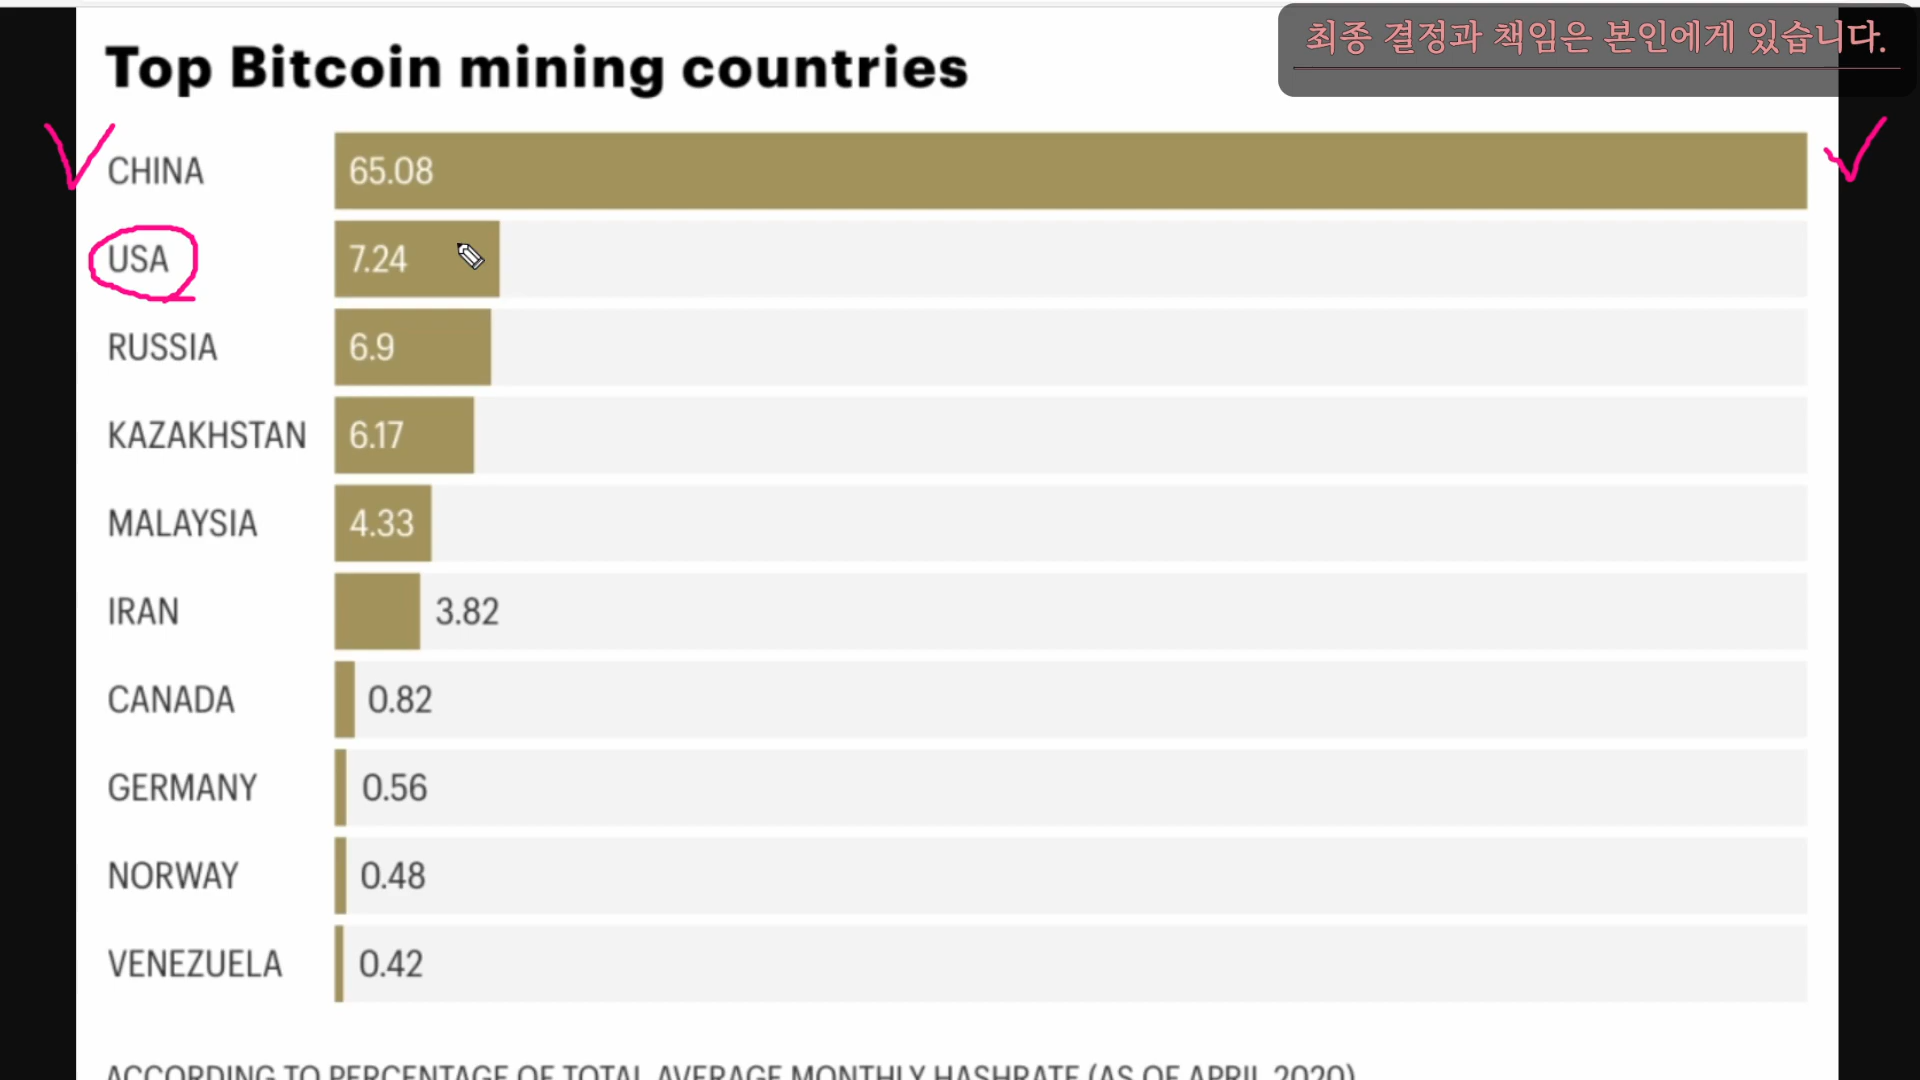 최종 결정과 책임은 본인에게 있습니다.
Top Bitcoin mining countries
CHINA 65.08
USA 7.24
RUSSIA 6.9
KAZAKHSTAN 6.17
MALAYSIA 4.33
IRAN 3.82
CANADA 0.82
GERMANY 0.56
NORWAY 0.48
VENEZUELA 0.42
ACCORDING TO PERCENTAGE OF TOTAL AVERAGE MONTHLY HASHRATE (AS OF APRIL 2020)